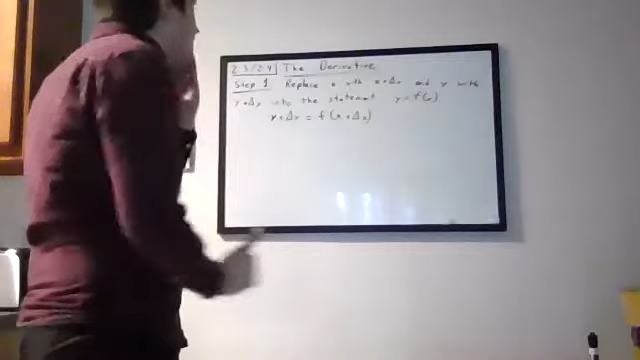 2.3/2.4 The Derivative
Step 1 Replace x with x+Δx and y with
y+Δy into the statement y = f(x)
y+Δy = f(x+Δx)